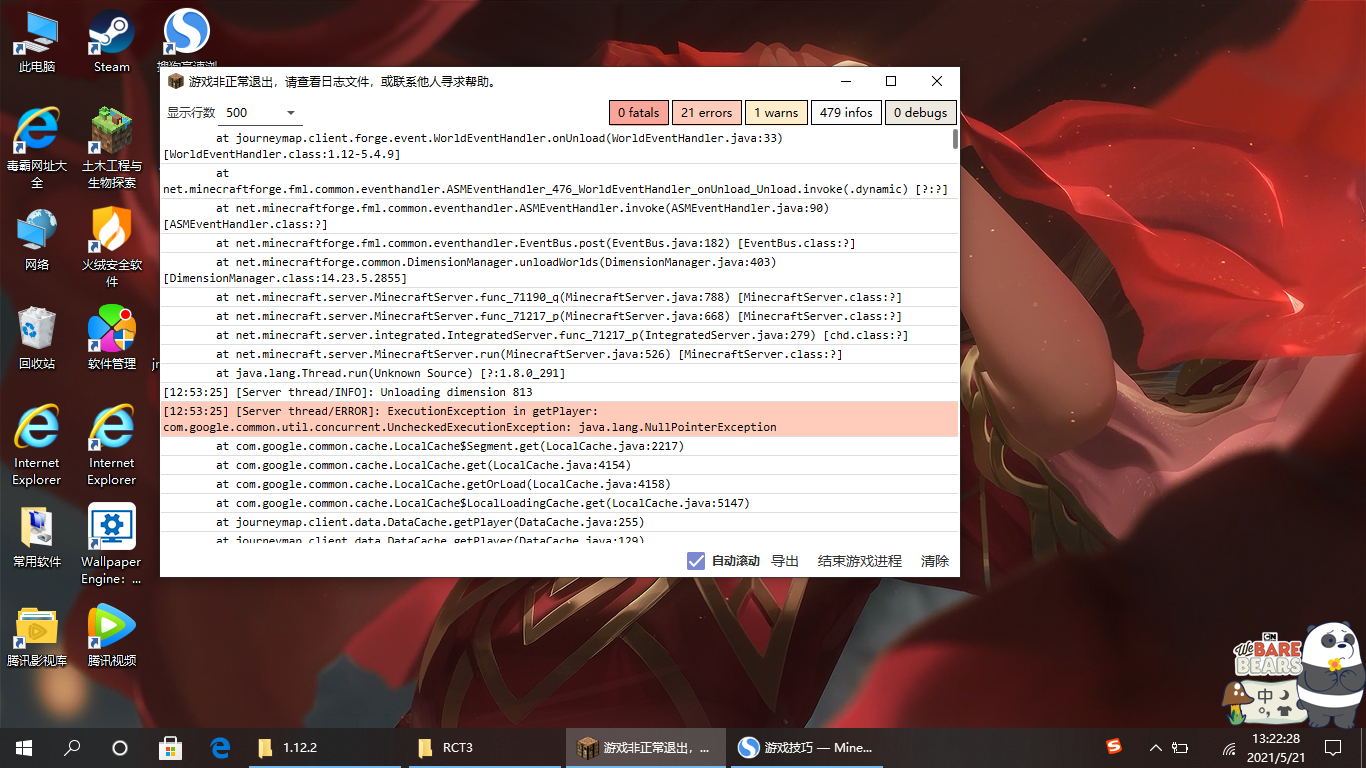 此电脑
Steam
毒霸网址大
全
土木工程与
生物探索
网络
火绒安全软
件
回收站
软件管理
Internet
Explorer
Internet
Explorer
常用软件
Wallpaper
Engine: ...
腾讯影视库
腾讯视频
游戏非正常退出，请查看日志文件，或联系他人寻求帮助。
显示行数 500
0 fatals 21 errors 1 warns 479 infos 0 debugs
at journeymap.client.forge.event.WorldEventHandler.onUnload(WorldEventHandler.java:33)
[WorldEventHandler.class:1.12-5.4.9]
at
net.minecraftforge.fml.common.eventhandler.ASMEventHandler_476_WorldEventHandler_onUnload_Unload.invoke(.dynamic) [?:?]
at net.minecraftforge.fml.common.eventhandler.ASMEventHandler.invoke(ASMEventHandler.java:90)
[ASMEventHandler.class:?]
at net.minecraftforge.fml.common.eventhandler.EventBus.post(EventBus.java:182) [EventBus.class:?]
at net.minecraftforge.common.DimensionManager.unloadWorlds(DimensionManager.java:403)
[DimensionManager.class:14.23.5.2855]
at net.minecraft.server.MinecraftServer.func_71190_q(MinecraftServer.java:788) [MinecraftServer.class:?]
at net.minecraft.server.MinecraftServer.func_71217_p(MinecraftServer.java:668) [MinecraftServer.class:?]
at net.minecraft.server.integrated.IntegratedServer.func_71217_p(IntegratedServer.java:279) [chd.class:?]
at net.minecraft.server.MinecraftServer.run(MinecraftServer.java:526) [MinecraftServer.class:?]
at java.lang.Thread.run(Unknown Source) [?:1.8.0_291]
[12:53:25] [Server thread/INFO]: Unloading dimension 813
[12:53:25] [Server thread/ERROR]: ExecutionException in getPlayer:
com.google.common.util.concurrent.UncheckedExecutionException: java.lang.NullPointerException
at com.google.common.cache.LocalCache$Segment.get(LocalCache.java:2217)
at com.google.common.cache.LocalCache.get(LocalCache.java:4154)
at com.google.common.cache.LocalCache.getOrLoad(LocalCache.java:4158)
at com.google.common.cache.LocalCache$LocalLoadingCache.get(LocalCache.java:5147)
at journeymap.client.data.DataCache.getPlayer(DataCache.java:255)
at journeymap.client.data.DataCache.getPlayer(DataCache.java:129)
自动滚动 导出 结束游戏进程 清除
CN
We BARE
BEARS
中
1.12.2
RCT3
游戏非正常退出，...
游戏技巧 — Mine...
13:22:28
2021/5/21